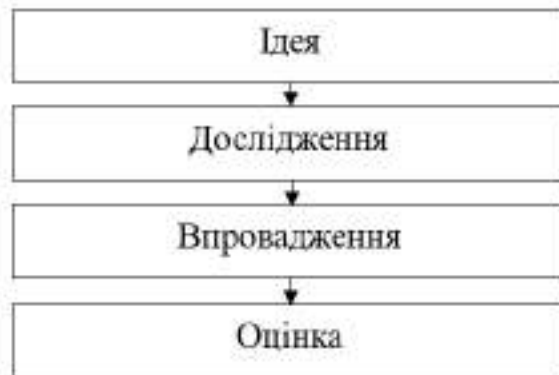 Ідея
Дослідження
Впровадження
Оцінка